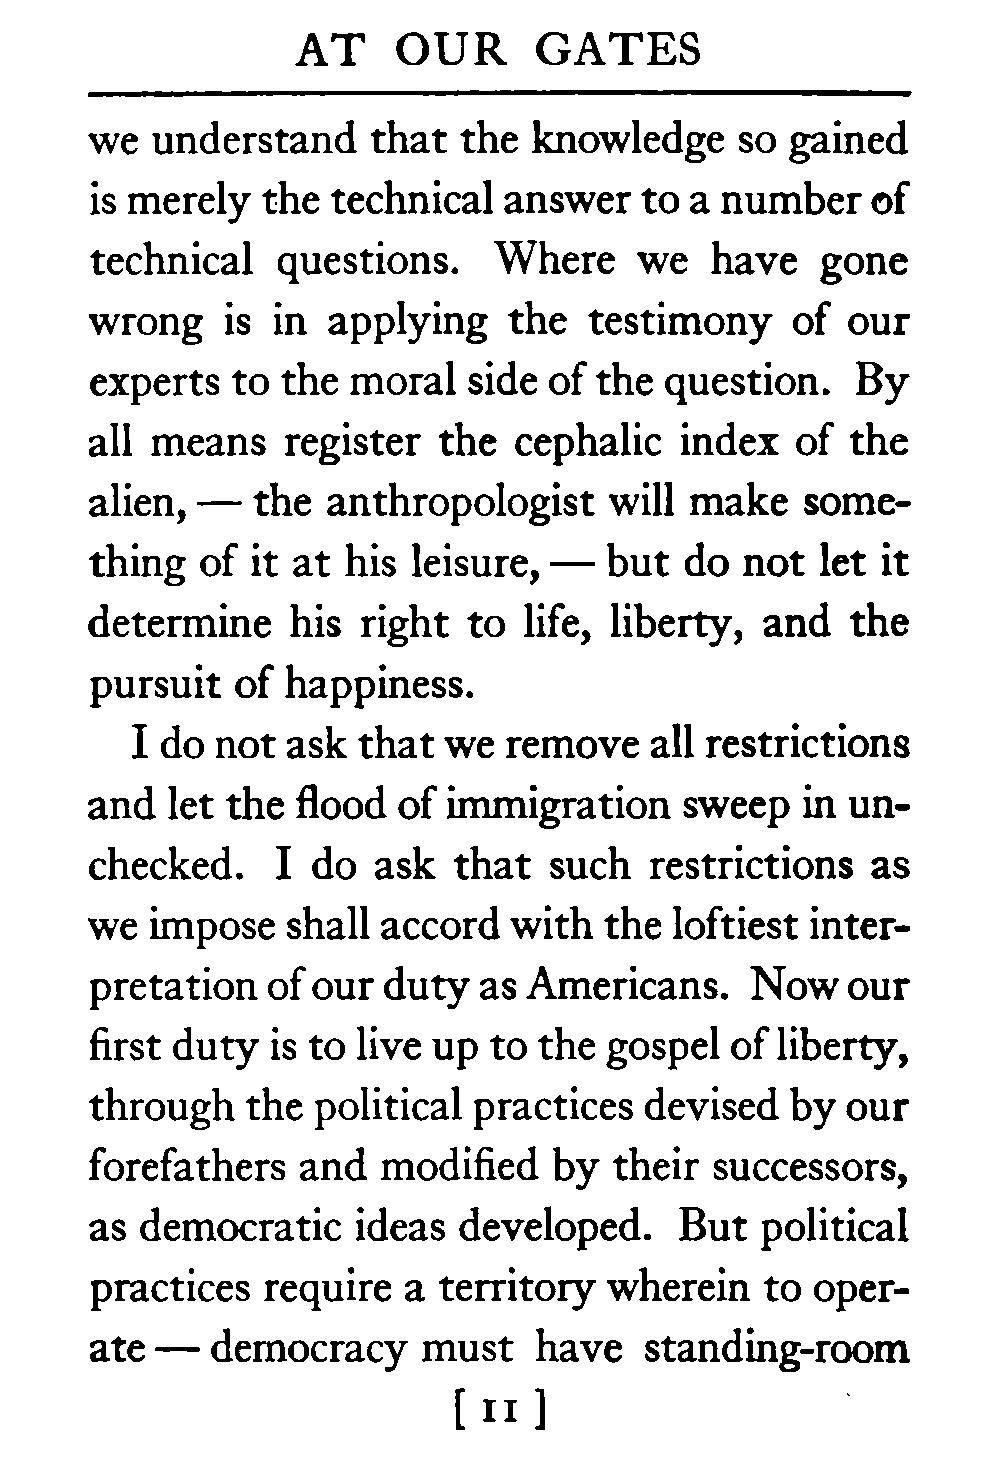 AT OUR GATES
we understand that the knowledge so gained
is merely the technical answer to a number of
technical questions. Where we have gone
wrong is in applying the testimony of our
experts to the moral side of the question. By
all means register the cephalic index of the
alien, — the anthropologist will make some-
thing of it at his leisure, — but do not let it
determine his right to life, liberty, and the
pursuit of happiness.
I do not ask that we remove all restrictions
and let the flood of immigration sweep in un-
checked. I do ask that such restrictions as
we impose shall accord with the loftiest inter-
pretation of our duty as Americans. Now our
first duty is to live up to the gospel of liberty,
through the political practices devised by our
forefathers and modified by their successors,
as democratic ideas developed. But political
practices require a territory wherein to oper-
ate — democracy must have standing-room
[ 11 ]